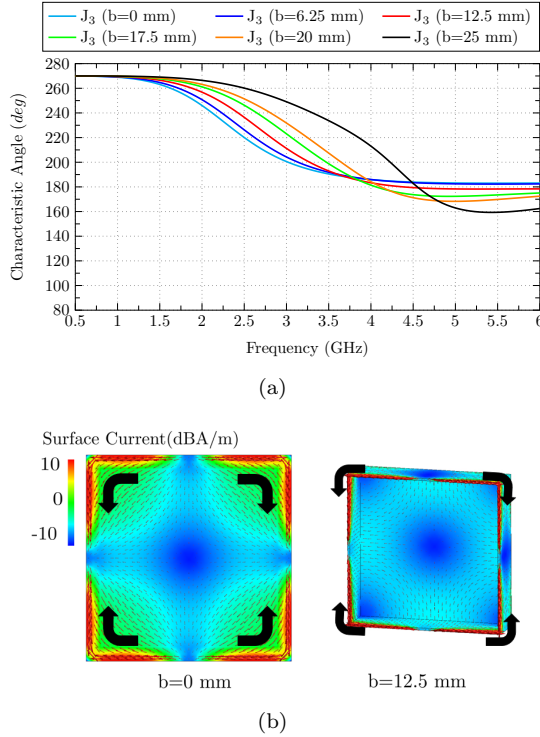 J₃ (b=0 mm) J₃ (b=6.25 mm) J₃ (b=12.5 mm)
J₃ (b=17.5 mm) J₃ (b=20 mm) J₃ (b=25 mm)
280
260
240
220
200
180
160
140
120
100
80
Characteristic Angle (deg)
0.5 1 1.5 2 2.5 3 3.5 4 4.5 5 5.5 6
Frequency (GHz)
(a)
Surface Current(dBA/m)
10
0
-10
b=0 mm b=12.5 mm
(b)